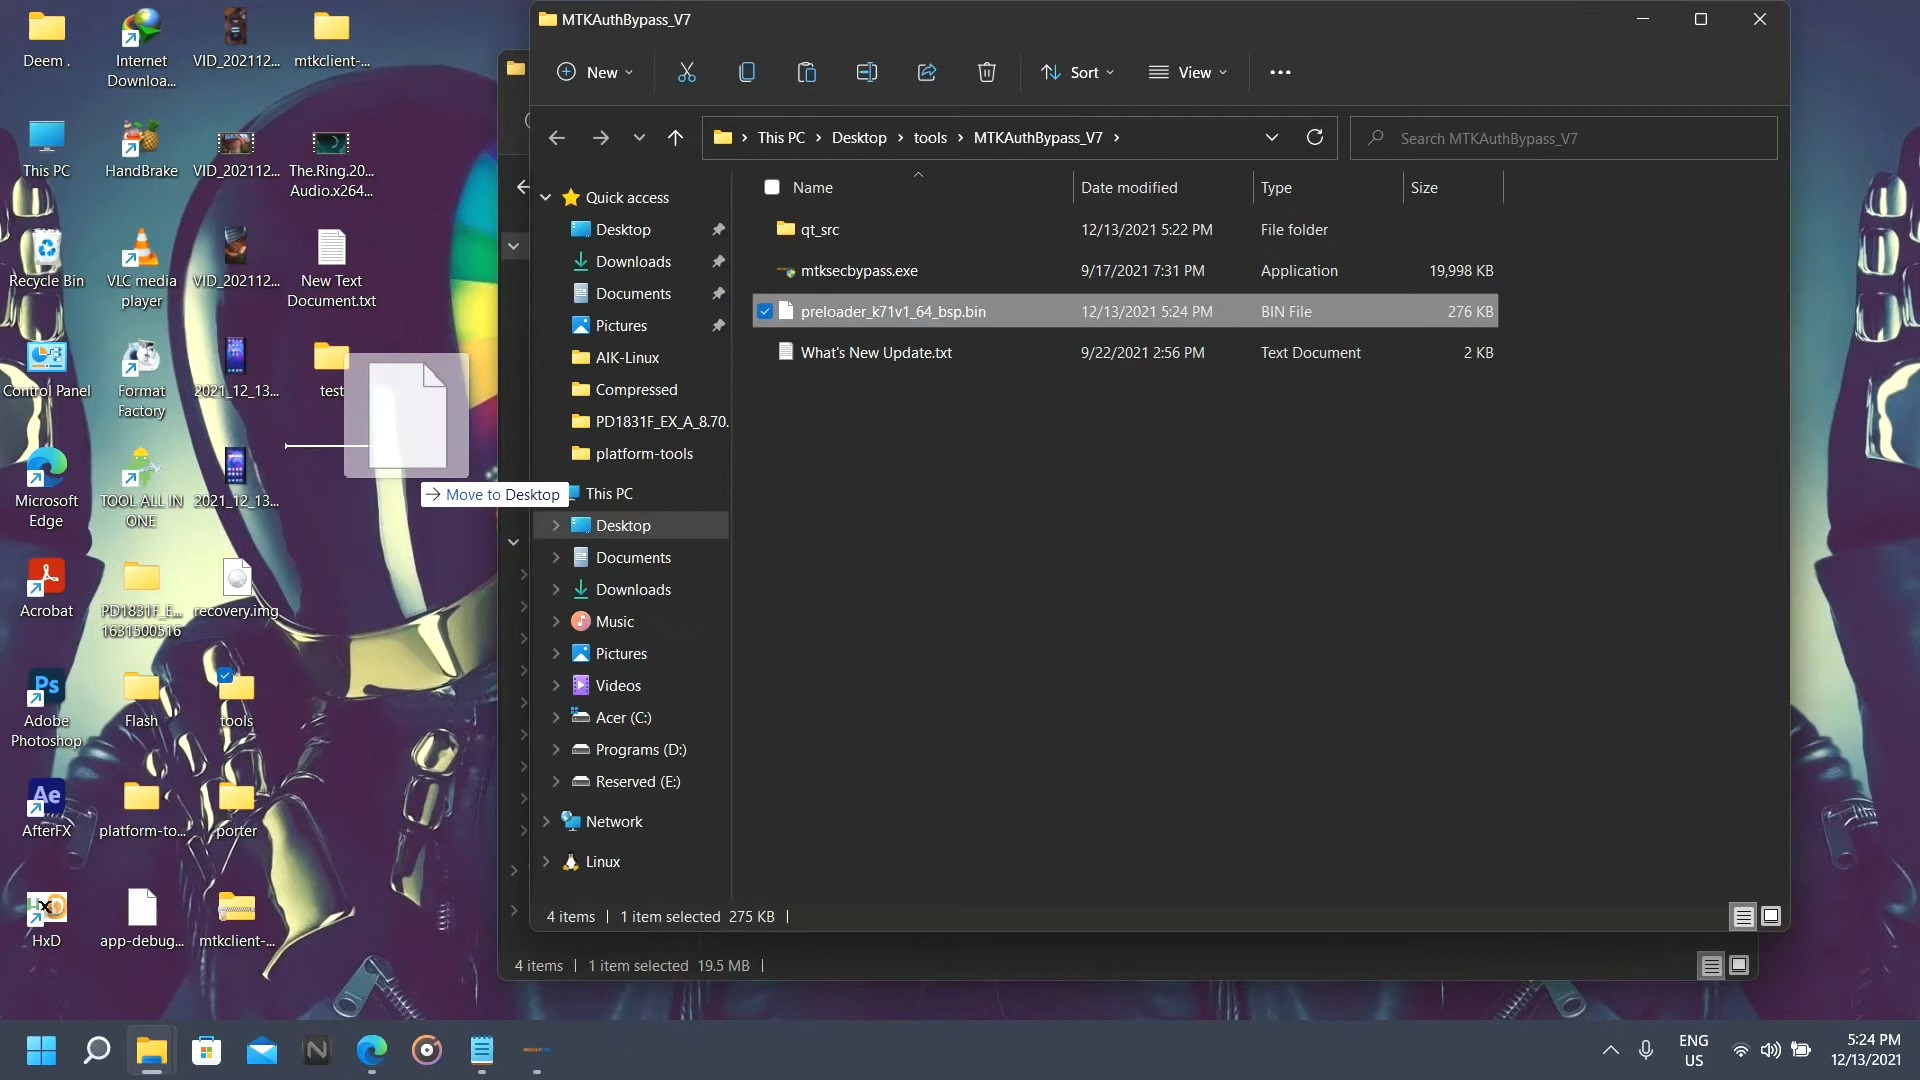 Deem .
Internet
Downloa...
VID_202112...
mtkclient-...
This PC
HandBrake
VID_202112...
The.Ring.20...
Audio.x264...
Recycle Bin
VLC media
player
VID_202112...
New Text
Document.txt
Control Panel
Format
Factory
2021_12_13...
test
Microsoft
Edge
TOOL ALL IN
ONE
2021_12_13...
Acrobat
PD1831F_E...
1631500516
recovery.img
Ps
Adobe
Photoshop
Flash
tools
Ae
AfterFX
platform-to...
porter
HxD
app-debug...
mtkclient-...
→ Move to Desktop
MTKAuthBypass_V7
New
Sort
View
This PC
Desktop
tools
MTKAuthBypass_V7
Search MTKAuthBypass_V7
Quick access
Desktop
Downloads
Documents
Pictures
AIK-Linux
Compressed
PD1831F_EX_A_8.70.
platform-tools
This PC
Desktop
Documents
Downloads
Music
Pictures
Videos
Acer (C:)
Programs (D:)
Reserved (E:)
Network
Linux
Name Date modified Type Size
qt_src 12/13/2021 5:22 PM File folder
mtksecbypass.exe 9/17/2021 7:31 PM Application 19,998 KB
preloader_k71v1_64_bsp.bin 12/13/2021 5:24 PM BIN File 276 KB
What's New Update.txt 9/22/2021 2:56 PM Text Document 2 KB
4 items 1 item selected 275 KB
4 items 1 item selected 19.5 MB
ENG
US
5:24 PM
12/13/2021